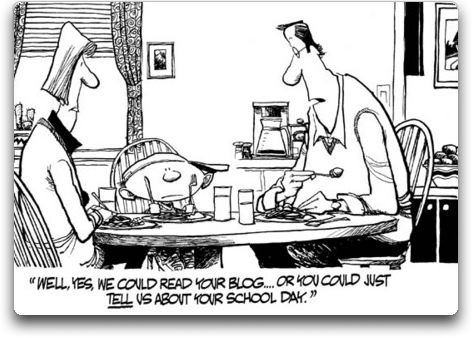 "WELL, YES, WE COULD READ YOUR BLOG.... OR YOU COULD JUST
TELL US ABOUT YOUR SCHOOL DAY."